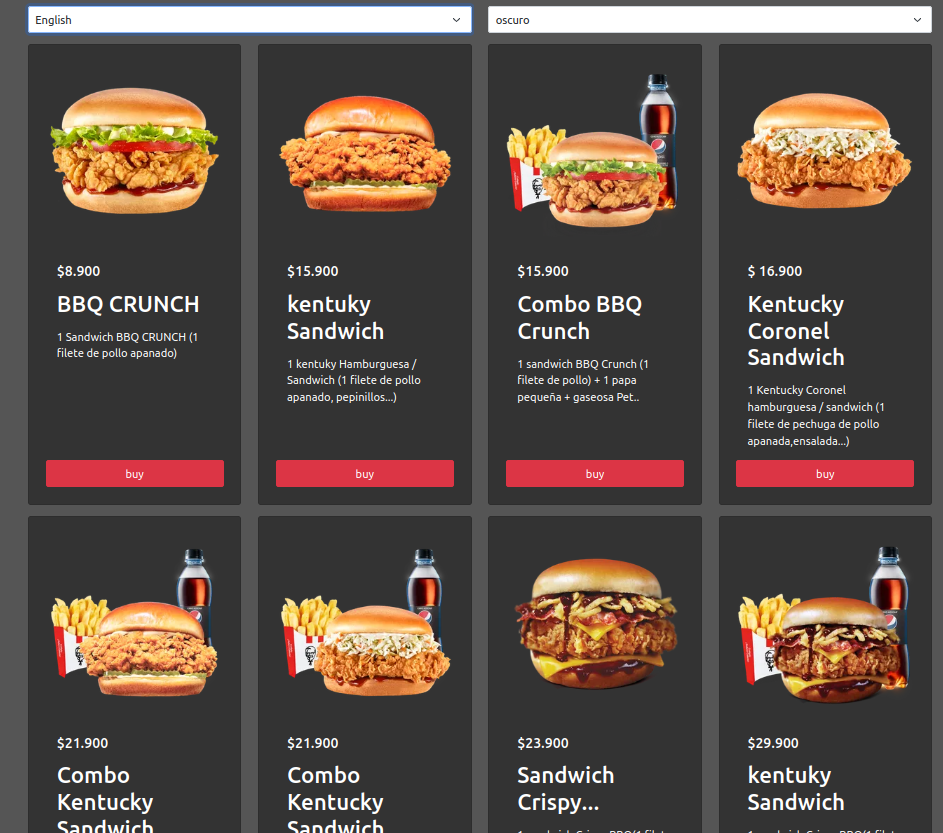 English
oscuro
$8.900
BBQ CRUNCH
1 Sandwich BBQ CRUNCH (1
filete de pollo apanado)
buy
$15.900
kentuky
Sandwich
1 kentuky Hamburguesa /
Sandwich (1 filete de pollo
apanado, pepinillos...)
buy
$15.900
Combo BBQ
Crunch
1 sandwich BBQ Crunch (1
filete de pollo) + 1 papa
pequeña + gaseosa Pet..
buy
$ 16.900
Kentucky
Coronel
Sandwich
1 Kentucky Coronel
hamburguesa / sandwich (1
filete de pechuga de pollo
apanada,ensalada...)
buy
$21.900
Combo
Kentucky
Sandwich
$21.900
Combo
Kentucky
Sandwich
$23.900
Sandwich
Crispy...
$29.900
kentuky
Sandwich